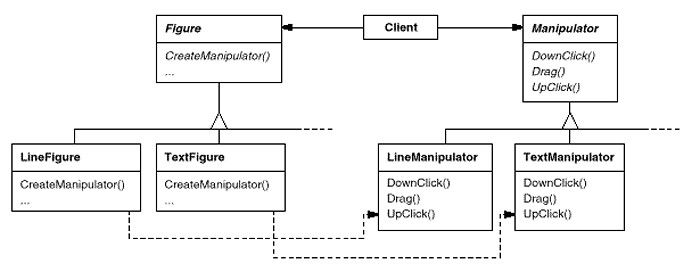 Figure
CreateManipulator()
...
Client
Manipulator
DownClick()
Drag()
UpClick()
LineFigure
CreateManipulator()
...
TextFigure
CreateManipulator()
...
LineManipulator
DownClick()
Drag()
UpClick()
TextManipulator
DownClick()
Drag()
UpClick()